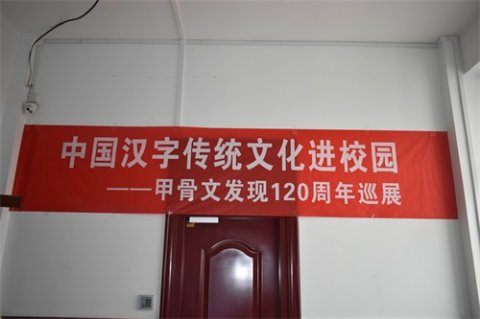 中国汉字传统文化进校园
——甲骨文发现120周年巡展